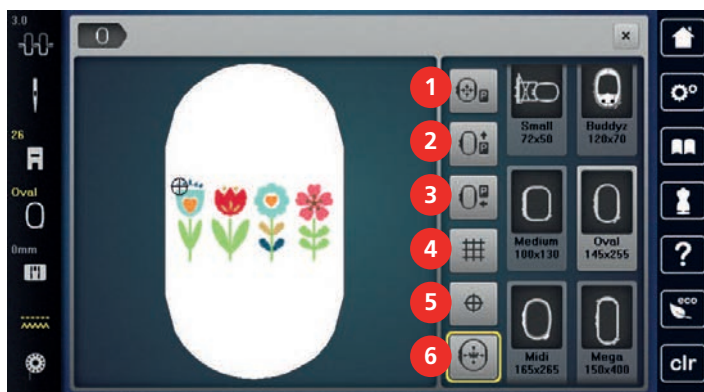 3.0
0
×
1
P
Small
72x50
Buddyz
120x70
26
2
P
3
P
Oval
Medium
100x130
Oval
145x255
0mm
4
?
5
eco
6
Midi
165x265
Mega
150x400
clr